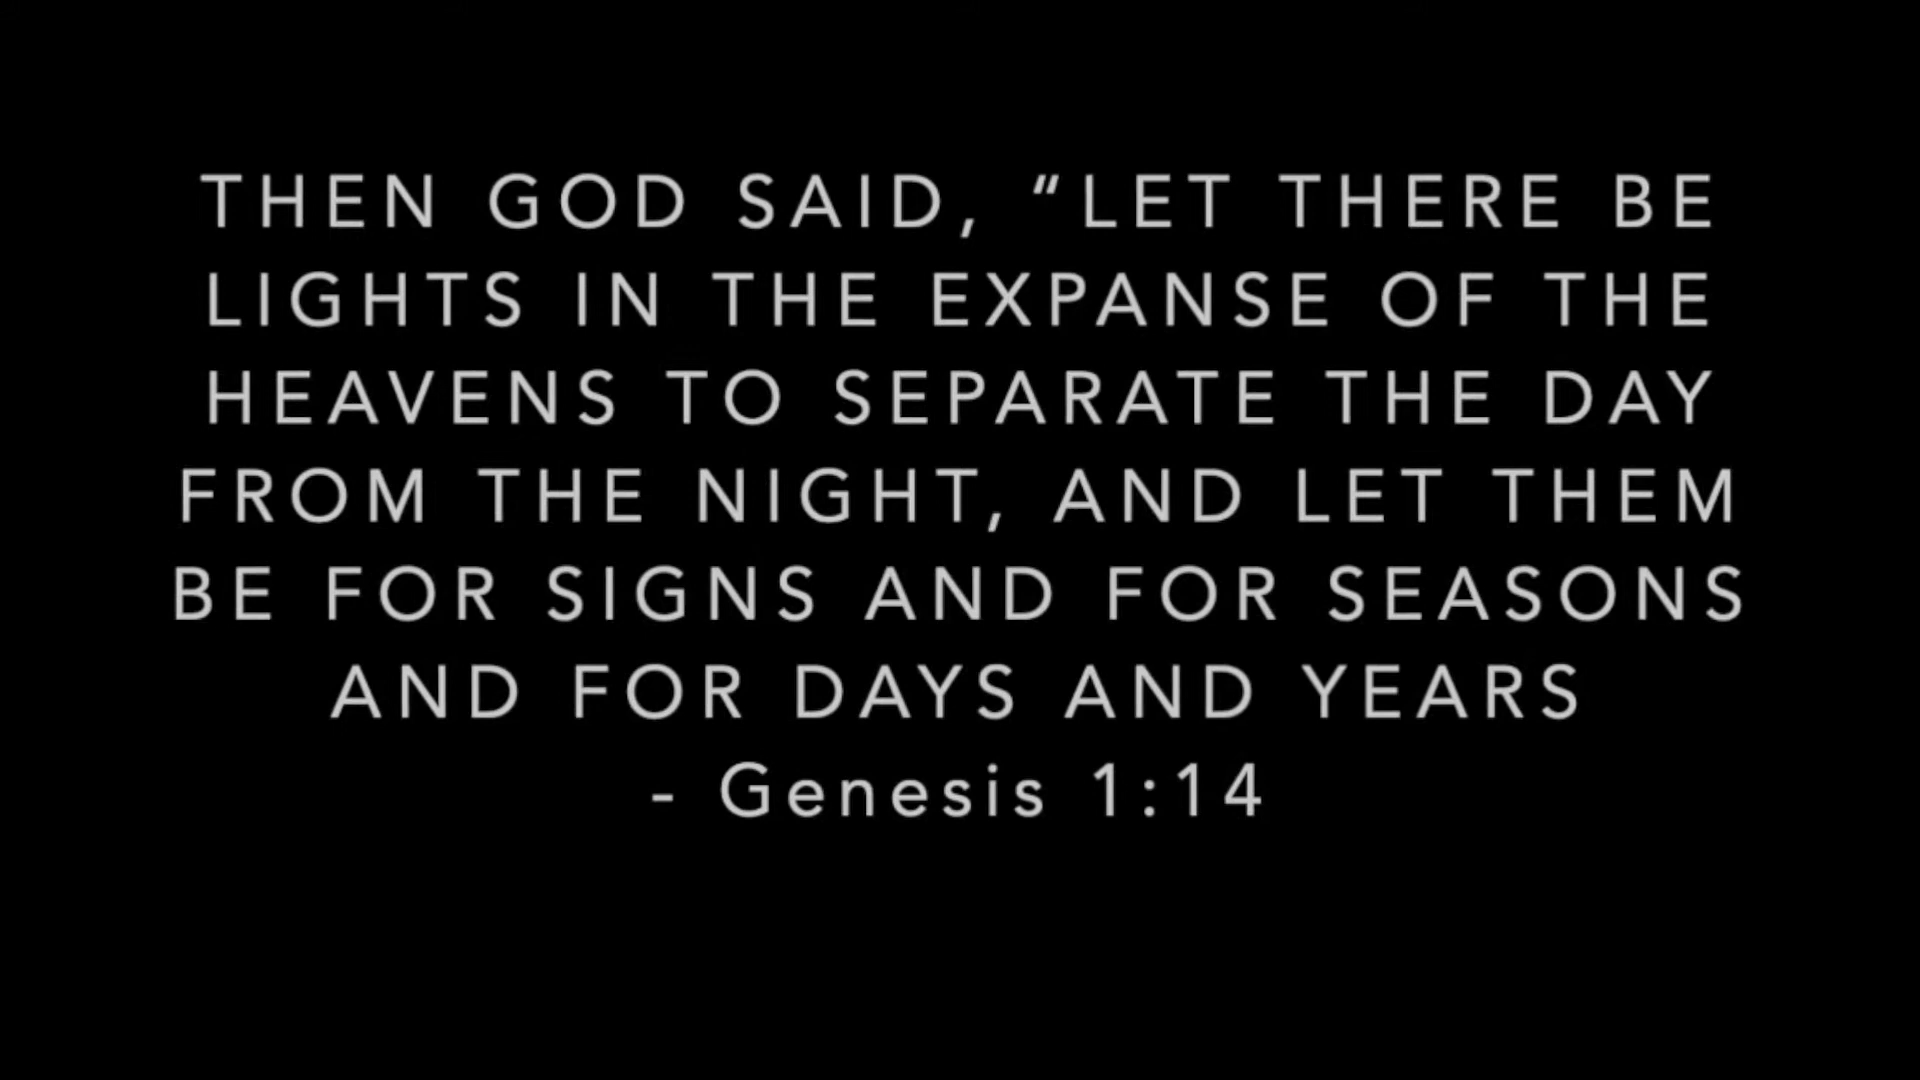 THEN GOD SAID, “LET THERE BE
LIGHTS IN THE EXPANSE OF THE
HEAVENS TO SEPARATE THE DAY
FROM THE NIGHT, AND LET THEM
BE FOR SIGNS AND FOR SEASONS
AND FOR DAYS AND YEARS
- Genesis 1:14